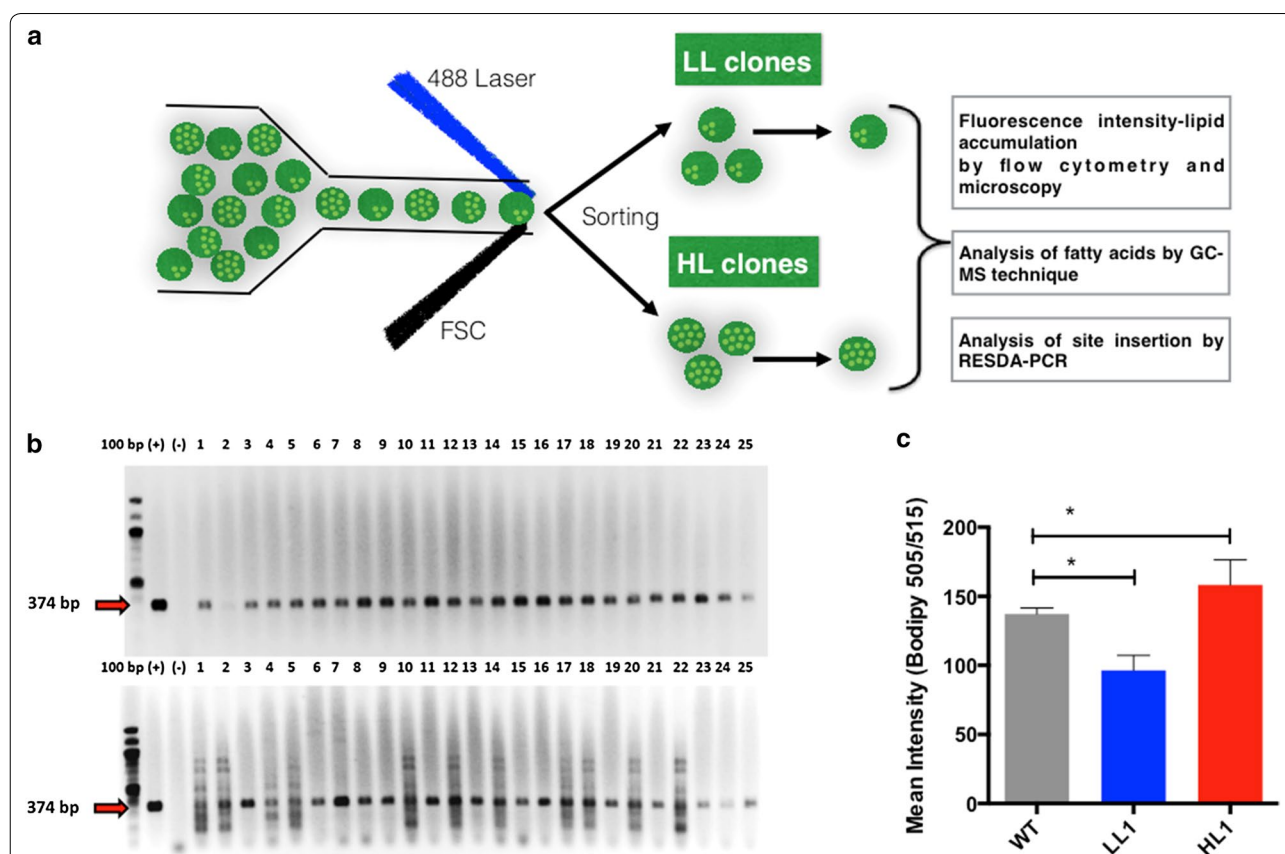 a
488 Laser
FSC
Sorting
LL clones
HL clones
Fluorescence intensity-lipid
accumulation
by flow cytometry and
microscopy
Analysis of fatty acids by GC-
MS technique
Analysis of site insertion by
RESDA-PCR
b
100 bp (+) (-) 1 2 3 4 5 6 7 8 9 10 11 12 13 14 15 16 17 18 20 21 22 23 24 25
374 bp
100 bp (+) (-) 1 2 3 4 5 6 7 8 9 10 11 12 13 14 15 16 17 18 19 20 21 22 23 24 25
374 bp
c
Mean Intensity (Bodipy 505/515)
200
150
100
50
0
*
*
WT
LL1
HL1